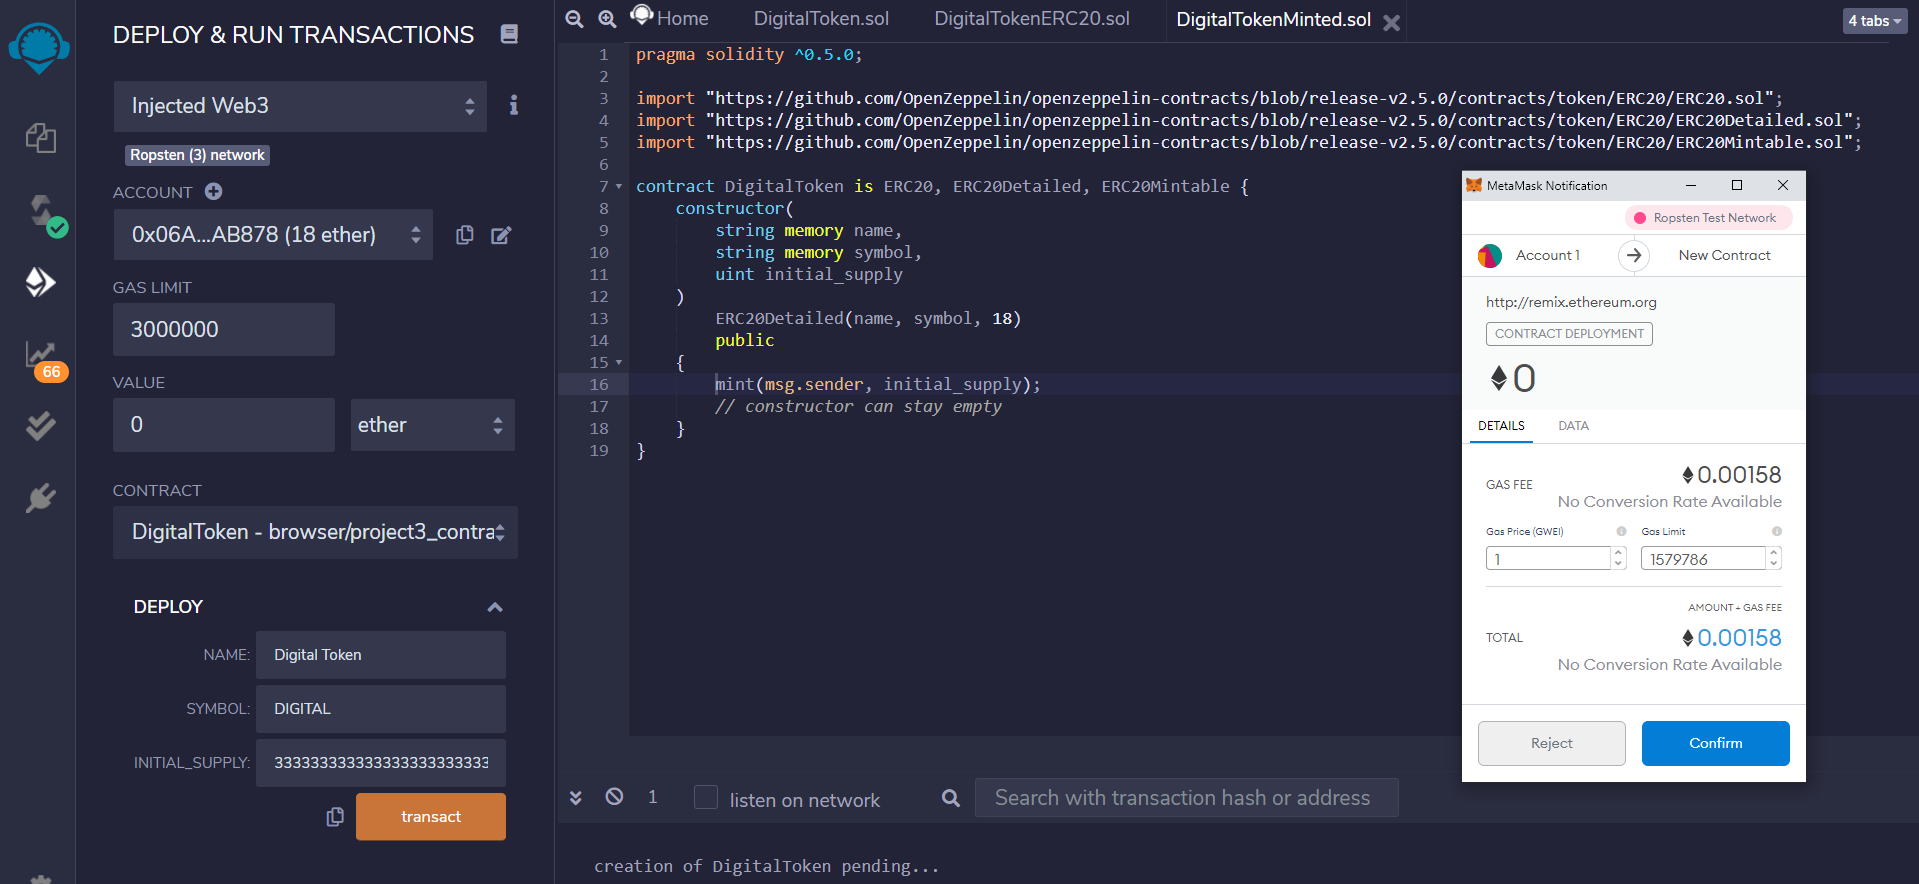 DEPLOY & RUN TRANSACTIONS
Injected Web3
Ropsten (3) network
ACCOUNT
0x06A...AB878 (18 ether)
GAS LIMIT
3000000
VALUE
0
ether
CONTRACT
DigitalToken - browser/project3_contra
DEPLOY
NAME:
Digital Token
SYMBOL:
DIGITAL
INITIAL_SUPPLY:
transact
66
Home
DigitalToken.sol
DigitalTokenERC20.sol
DigitalTokenMinted.sol
4 tabs
1 pragma solidity ^0.5.0;
2
3 import "https://github.com/OpenZeppelin/openzeppelin-contracts/blob/release-v2.5.0/contracts/token/ERC20/ERC20.sol";
4 import "https://github.com/OpenZeppelin/openzeppelin-contracts/blob/release-v2.5.0/contracts/token/ERC20/ERC20Detailed.sol";
5 import "https://github.com/OpenZeppelin/openzeppelin-contracts/blob/release-v2.5.0/contracts/token/ERC20/ERC20Mintable.sol";
6
7 contract DigitalToken is ERC20, ERC20Detailed, ERC20Mintable {
8 constructor(
9 string memory name,
10 string memory symbol,
11 uint initial_supply
12 )
13 ERC20Detailed(name, symbol, 18)
14 public
15 {
16 mint(msg.sender, initial_supply);
17 // constructor can stay empty
18 }
19 }
MetaMask Notification
Ropsten Test Network
Account 1
New Contract
http://remix.ethereum.org
CONTRACT DEPLOYMENT
0
DETAILS
DATA
GAS FEE
0.00158
No Conversion Rate Available
Gas Price (GWEI)
Gas Limit
1
1579786
AMOUNT + GAS FEE
TOTAL
0.00158
No Conversion Rate Available
Reject
Confirm
1
listen on network
Search with transaction hash or address
creation of DigitalToken pending...